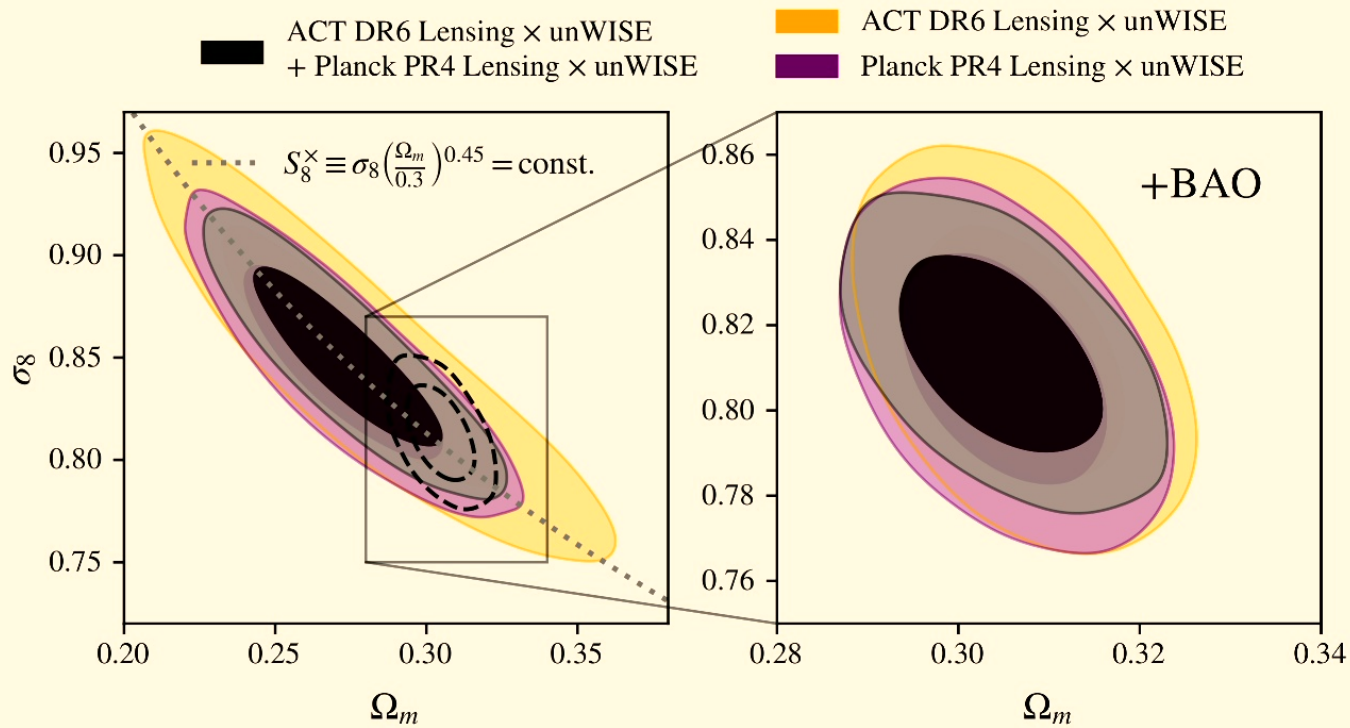 ACT DR6 Lensing × unWISE
+ Planck PR4 Lensing × unWISE
ACT DR6 Lensing × unWISE
Planck PR4 Lensing × unWISE
S₈^× ≡ σ₈(Ωₘ/0.3)^0.45 = const.
+BAO
0.95
0.90
0.85
0.80
0.75
σ₈
0.20 0.25 0.30 0.35
Ωₘ
0.86
0.84
0.82
0.80
0.78
0.76
0.28 0.30 0.32 0.34
Ωₘ